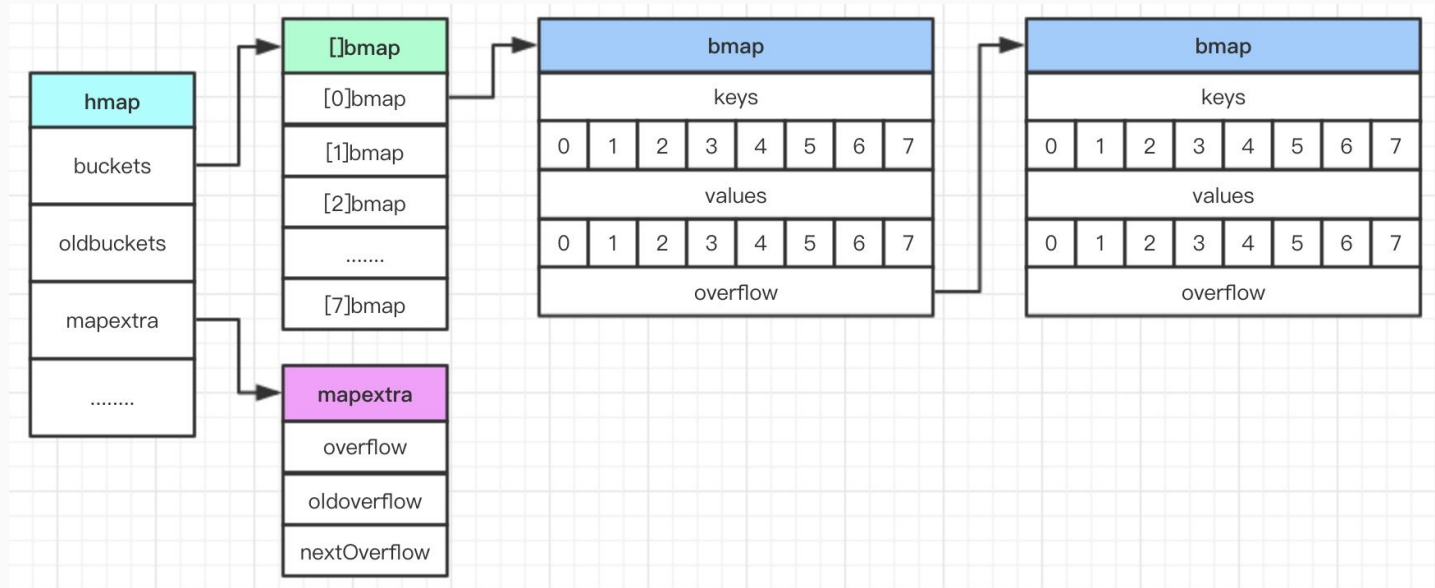 hmap
buckets
oldbuckets
mapextra
........
[]bmap
[0]bmap
[1]bmap
[2]bmap
.......
[7]bmap
mapextra
overflow
oldoverflow
nextOverflow
bmap
keys
0 1 2 3 4 5 6 7
values
0 1 2 3 4 5 6 7
overflow
bmap
keys
0 1 2 3 4 5 6 7
values
0 1 2 3 4 5 6 7
overflow